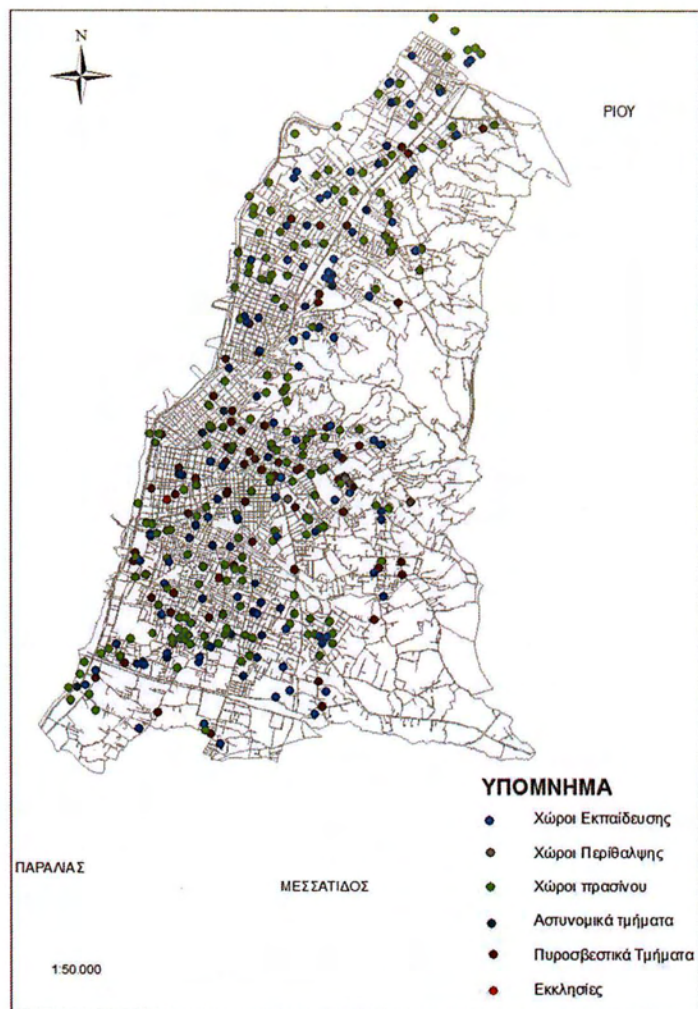 N
ΡΙΟΥ
ΥΠΟΜΝΗΜΑ
Χώροι Εκπαίδευσης
Χώροι Περίθαλψης
Χώροι πρασίνου
Αστυνομικά τμήματα
Πυροσβεστικά Τμήματα
Εκκλησίες
ΠΑΡΑΛΙΑΣ
ΜΕΣΣΑΤΙΔΟΣ
1:50.000